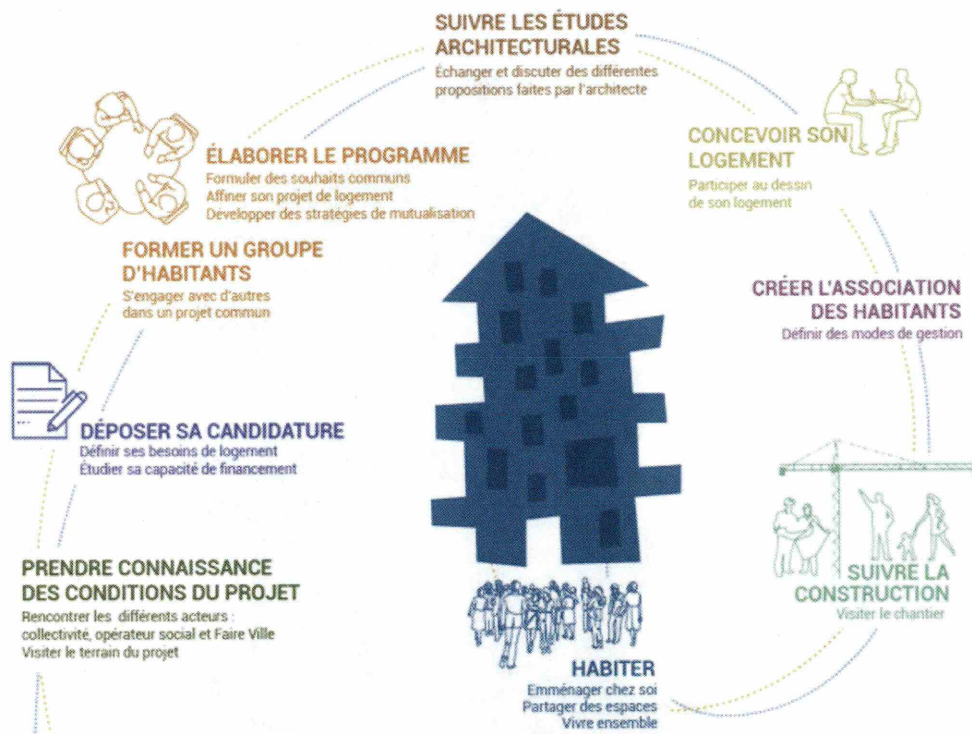 SUIVRE LES ÉTUDES
ARCHITECTURALES
Échanger et discuter des différentes
propositions faites par l'architecte
CONCEVOIR SON
LOGEMENT
Participer au dessin
de son logement
ÉLABORER LE PROGRAMME
Formuler des souhaits communs
Affiner son projet de logement
Développer des stratégies de mutualisation
FORMER UN GROUPE
D'HABITANTS
S'engager avec d'autres
dans un projet commun
CRÉER L'ASSOCIATION
DES HABITANTS
Définir des modes de gestion
DÉPOSER SA CANDIDATURE
Définir ses besoins de logement
Étudier sa capacité de financement
PRENDRE CONNAISSANCE
DES CONDITIONS DU PROJET
Rencontrer les différents acteurs :
collectivité, opérateur social et Faire Ville
Visiter le terrain du projet
SUIVRE LA
CONSTRUCTION
Visiter le chantier
HABITER
Emménager chez soi
Partager des espaces
Vivre ensemble